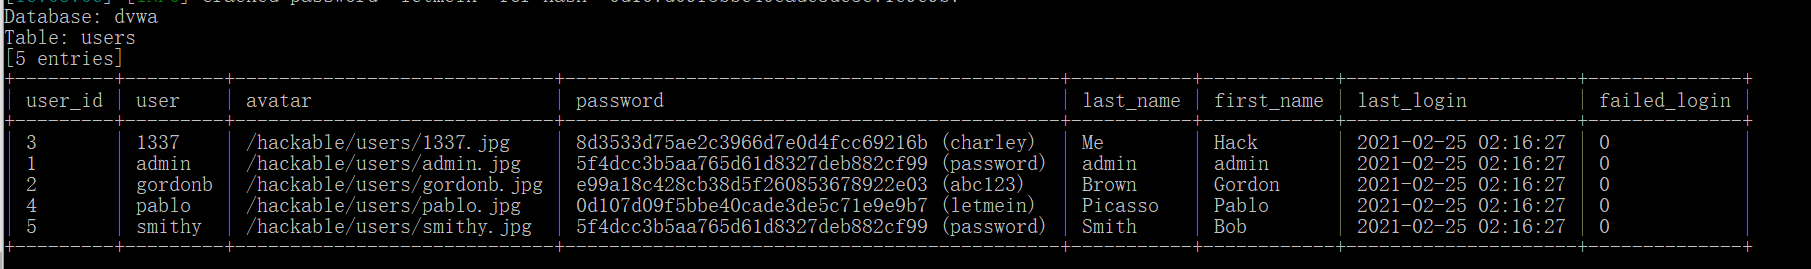 Database: dvwa
Table: users
[5 entries]
| user_id | user | avatar | password | last_name | first_name | last_login | failed_login |
| 3 | 1337 | /hackable/users/1337.jpg | 8d3533d75ae2c3966d7e0d4fcc69216b (charley) | Me | Hack | 2021-02-25 02:16:27 | 0 |
| 1 | admin | /hackable/users/admin.jpg | 5f4dcc3b5aa765d61d8327deb882cf99 (password) | admin | admin | 2021-02-25 02:16:27 | 0 |
| 2 | gordonb | /hackable/users/gordonb.jpg | e99a18c428cb38d5f260853678922e03 (abc123) | Brown | Gordon | 2021-02-25 02:16:27 | 0 |
| 4 | pablo | /hackable/users/pablo.jpg | 0d107d09f5bbe40cade3de5c71e9e9b7 (letmein) | Picasso | Pablo | 2021-02-25 02:16:27 | 0 |
| 5 | smithy | /hackable/users/smithy.jpg | 5f4dcc3b5aa765d61d8327deb882cf99 (password) | Smith | Bob | 2021-02-25 02:16:27 | 0 |